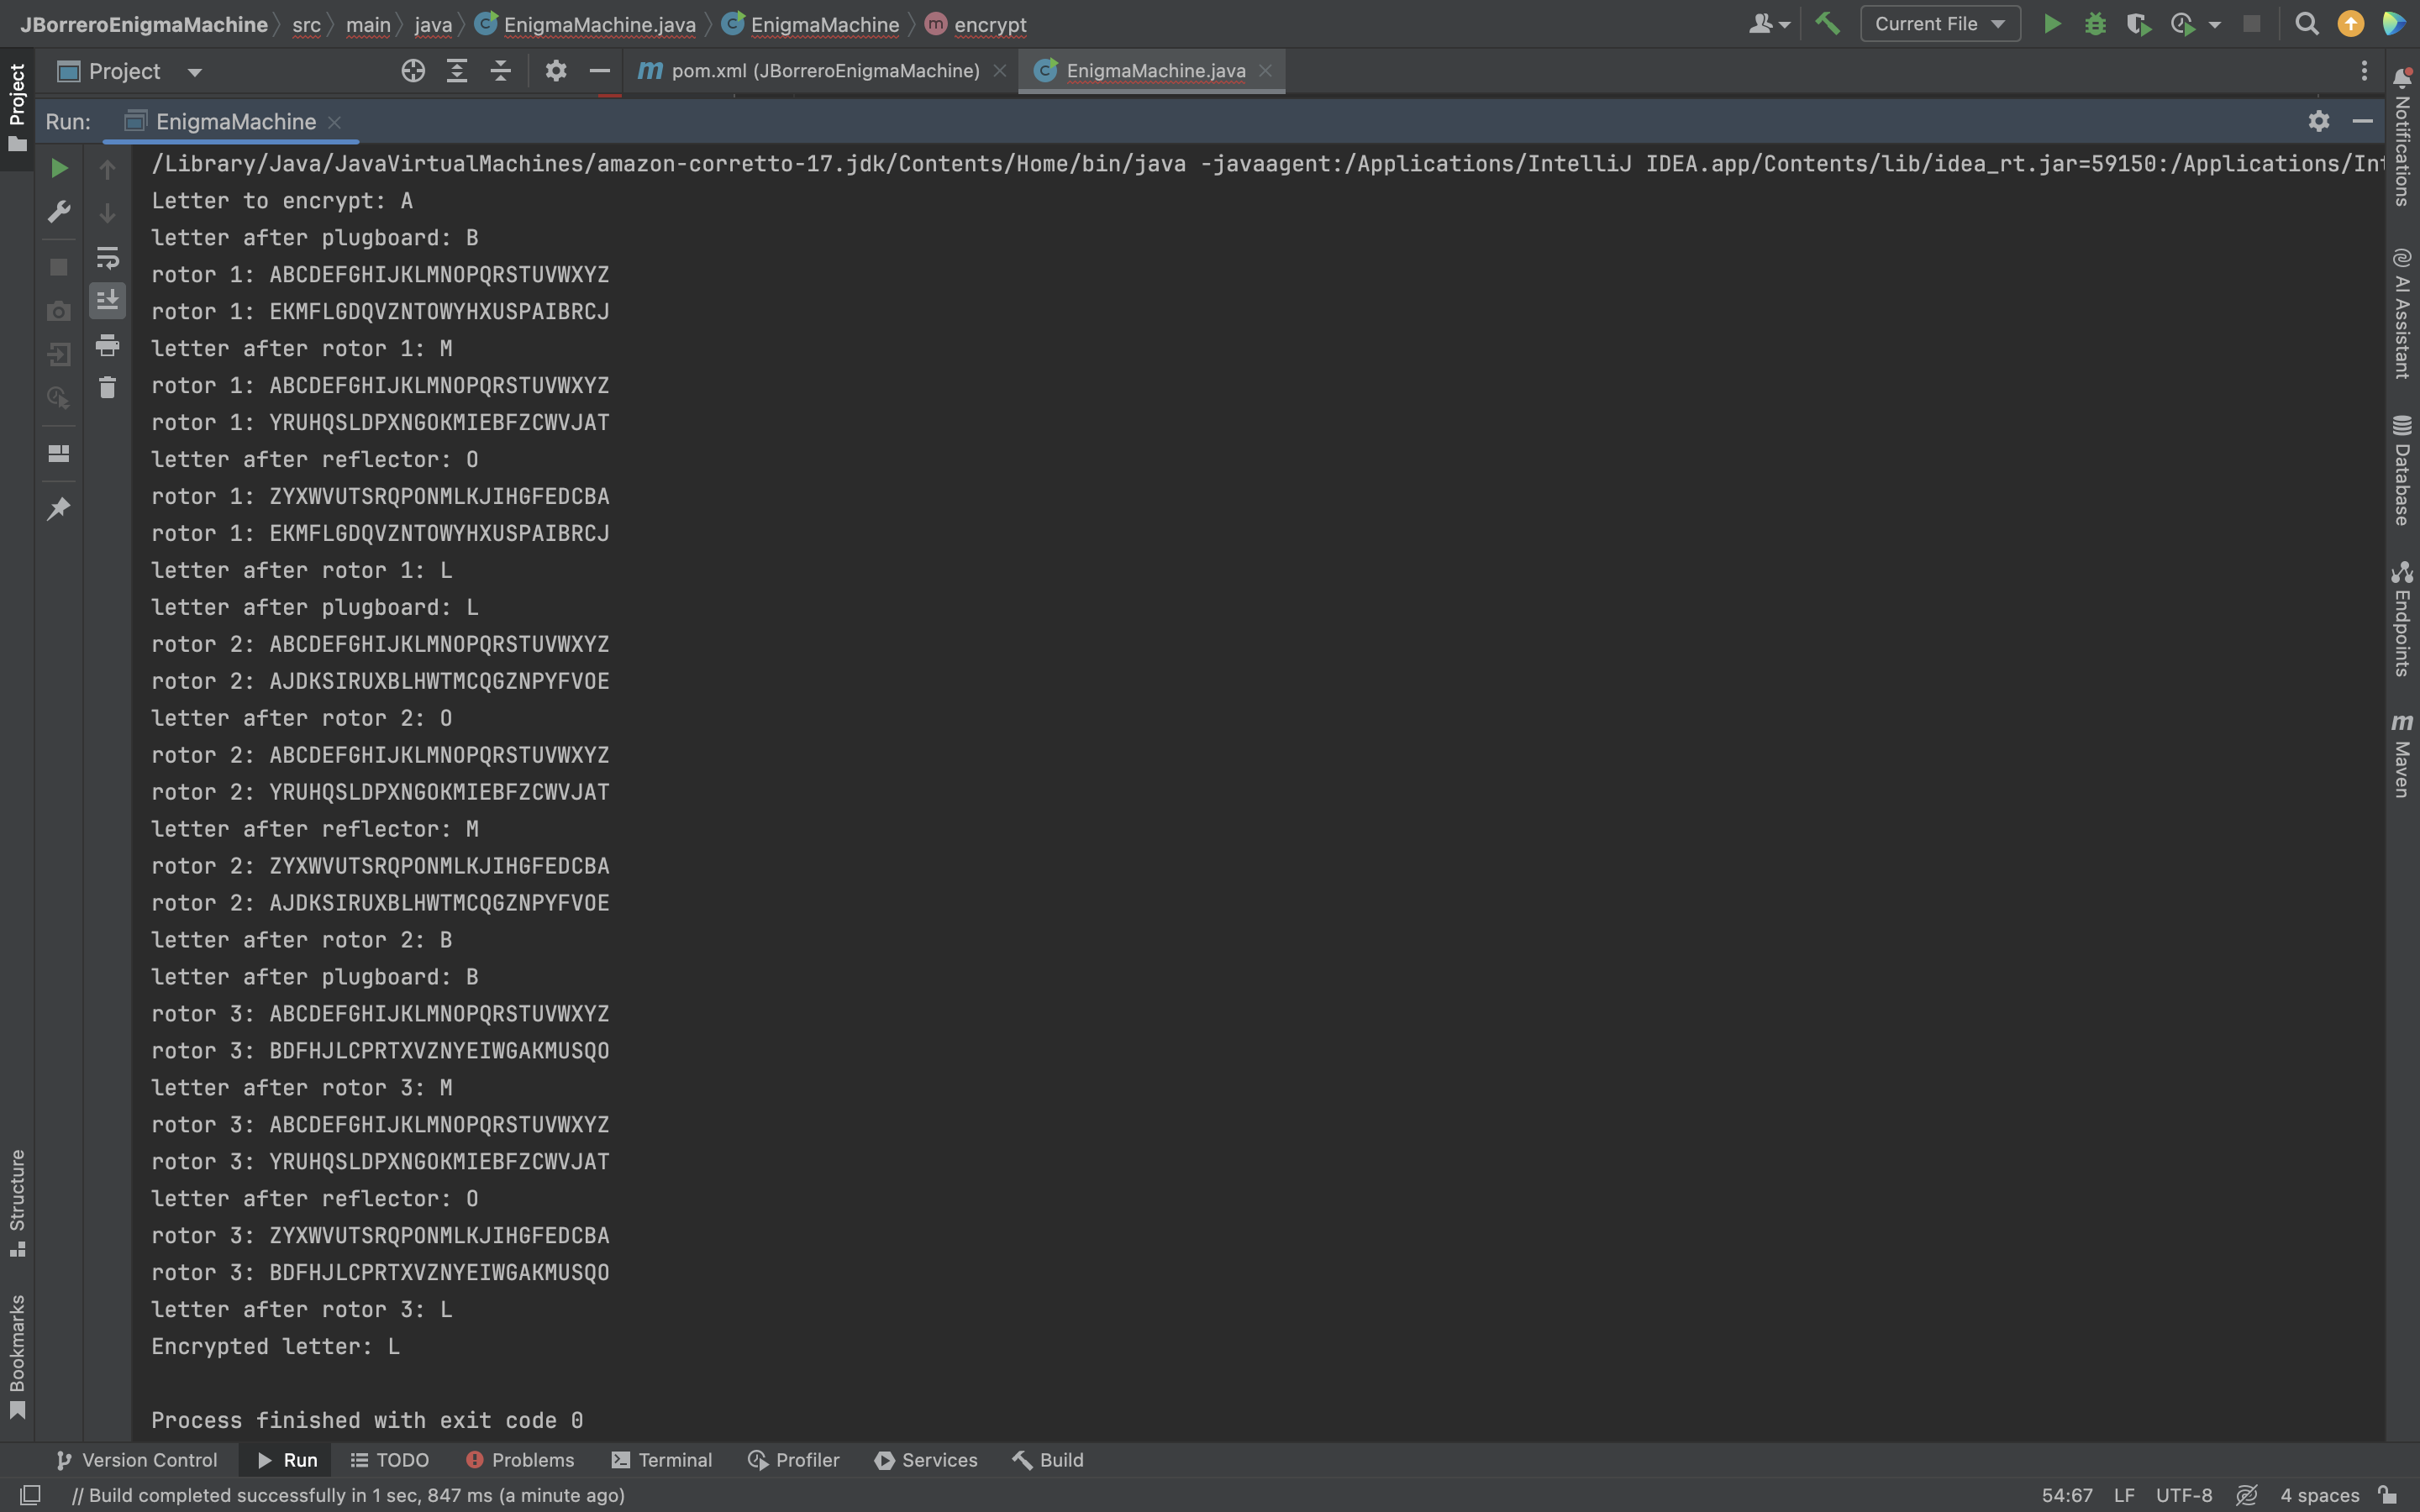 JBorreroEnigmaMachine src main java EnigmaMachine.java EnigmaMachine encrypt Current File
Project pom.xml (JBorreroEnigmaMachine) EnigmaMachine.java
Run: EnigmaMachine
/Library/Java/JavaVirtualMachines/amazon-corretto-17.jdk/Contents/Home/bin/java -javaagent:/Applications/IntelliJ IDEA.app/Contents/lib/idea_rt.jar=59150:/Applications/Int
Letter to encrypt: A
letter after plugboard: B
rotor 1: ABCDEFGHIJKLMNOPQRSTUVWXYZ
rotor 1: EKMFLGDQVZNTOWYHXUSPAIBRCJ
letter after rotor 1: M
rotor 1: ABCDEFGHIJKLMNOPQRSTUVWXYZ
rotor 1: YRUHQSLDPXNGOKMIEBFZCWVJAT
letter after reflector: O
rotor 1: ZYXWVUTSRQPONMLKJIHGFEDCBA
rotor 1: EKMFLGDQVZNTOWYHXUSPAIBRCJ
letter after rotor 1: L
letter after plugboard: L
rotor 2: ABCDEFGHIJKLMNOPQRSTUVWXYZ
rotor 2: AJDKSIRUXBLHWTMCQGZNPYFVOE
letter after rotor 2: O
rotor 2: ABCDEFGHIJKLMNOPQRSTUVWXYZ
rotor 2: YRUHQSLDPXNGOKMIEBFZCWVJAT
letter after reflector: M
rotor 2: ZYXWVUTSRQPONMLKJIHGFEDCBA
rotor 2: AJDKSIRUXBLHWTMCQGZNPYFVOE
letter after rotor 2: B
letter after plugboard: B
rotor 3: ABCDEFGHIJKLMNOPQRSTUVWXYZ
rotor 3: BDFHJLCPRTXVZNYEIWGAKMUSQO
letter after rotor 3: M
rotor 3: ABCDEFGHIJKLMNOPQRSTUVWXYZ
rotor 3: YRUHQSLDPXNGOKMIEBFZCWVJAT
letter after reflector: O
rotor 3: ZYXWVUTSRQPONMLKJIHGFEDCBA
rotor 3: BDFHJLCPRTXVZNYEIWGAKMUSQO
letter after rotor 3: L
Encrypted letter: L
Process finished with exit code 0
Project
Structure
Bookmarks
Notifications
AI Assistant
Database
Endpoints
m Maven
Version Control Run TODO Problems Terminal Profiler Services Build
// Build completed successfully in 1 sec, 847 ms (a minute ago) 54:67 LF UTF-8 4 spaces